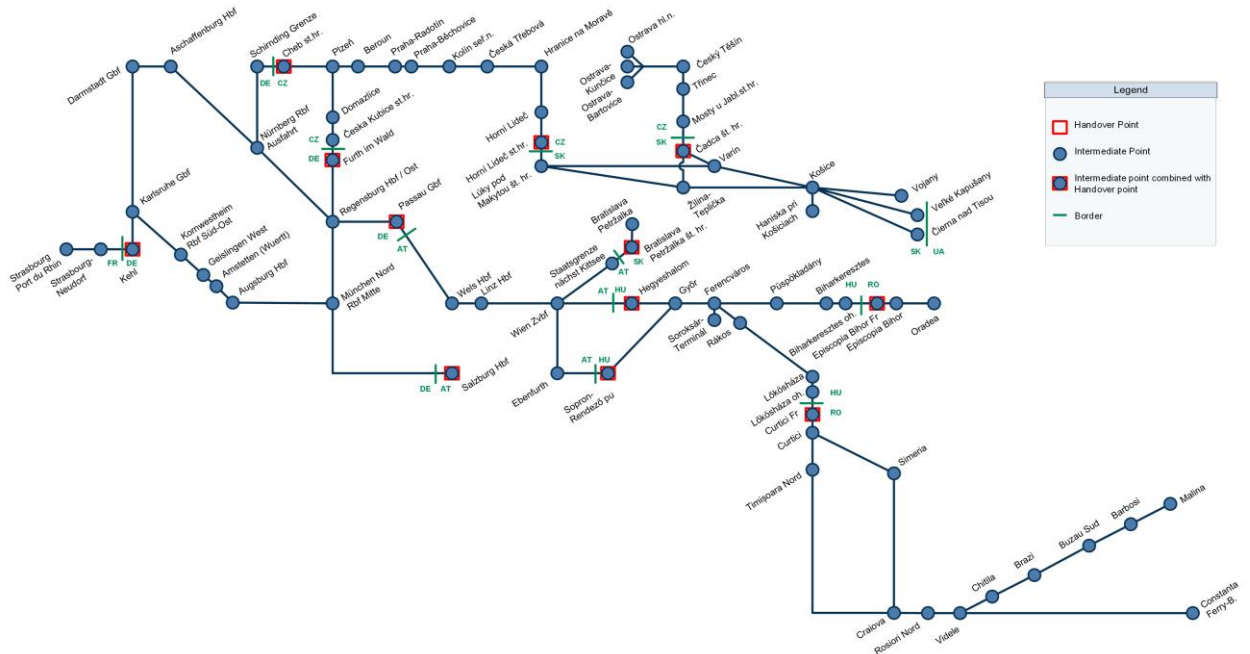 Aschaffenburg Hbf
Darmstadt Gbf
Schirnding Grenze
Cheb st.hr.
DE
CZ
Plzeň
Beroun
Praha-Radotín
Praha-Běchovice
Kolín seř.n.
Česká Třebová
Hranice na Moravě
Ostrava hl.n.
Ostrava-
Kunčice
Ostrava-
Bartovice
Český Těšín
Třinec
Mosty u Jabl.st.hr.
CZ
SK
Čadca št. hr.
Nürnberg Rbf
Ausfahrt
Domazlice
Česka Kubice st.hr.
CZ
DE
Furth im Wald
Horní Lideč
Horní Lideč st.hr.
CZ
SK
Lúky pod
Makytou št. hr.
Varín
Žilina-
Teplička
Košice
Haniska pri
Košiciach
Vojany
Veľké Kapušany
Čierna nad Tisou
SK
UA
Legend
Handover Point
Intermediate Point
Intermediate point combined with
Handover point
Border
Karlsruhe Gbf
Kornwestheim
Rbf Süd-Ost
Geislingen West
Amstetten (Wuertt)
Augsburg Hbf
Strasbourg
Port du Rhin
Strasbourg-
Neudorf
FR
DE
Kehl
Regensburg Hbf / Ost
Passau Gbf
DE
AT
München Nord
Rbf Mitte
DE
AT
Salzburg Hbf
Wels Hbf
Linz Hbf
Wien Zvbf
Staatsgrenze
nächst Kittsee
Bratislava
Petržalka
AT
SK
Bratislava
Petržalka št. hr.
AT
HU
Hegyeshalom
Győr
Ebenfurth
AT
HU
Sopron-
Rendező pu
Ferencváros
Soroksár-
Terminál
Rákos
Püspökladány
Biharkeresztes
HU
RO
Biharkeresztes oh.
Episcopia Bihor Fr
Episcopia Bihor
Oradea
Lőkösháza
Lőkösháza oh.
HU
RO
Curtici Fr
Curtici
Timișoara Nord
Simeria
Craiova
Rosiori Nord
Videle
Chitila
Brazi
Buzau Sud
Barbosi
Malina
Constanta
Ferry-B.